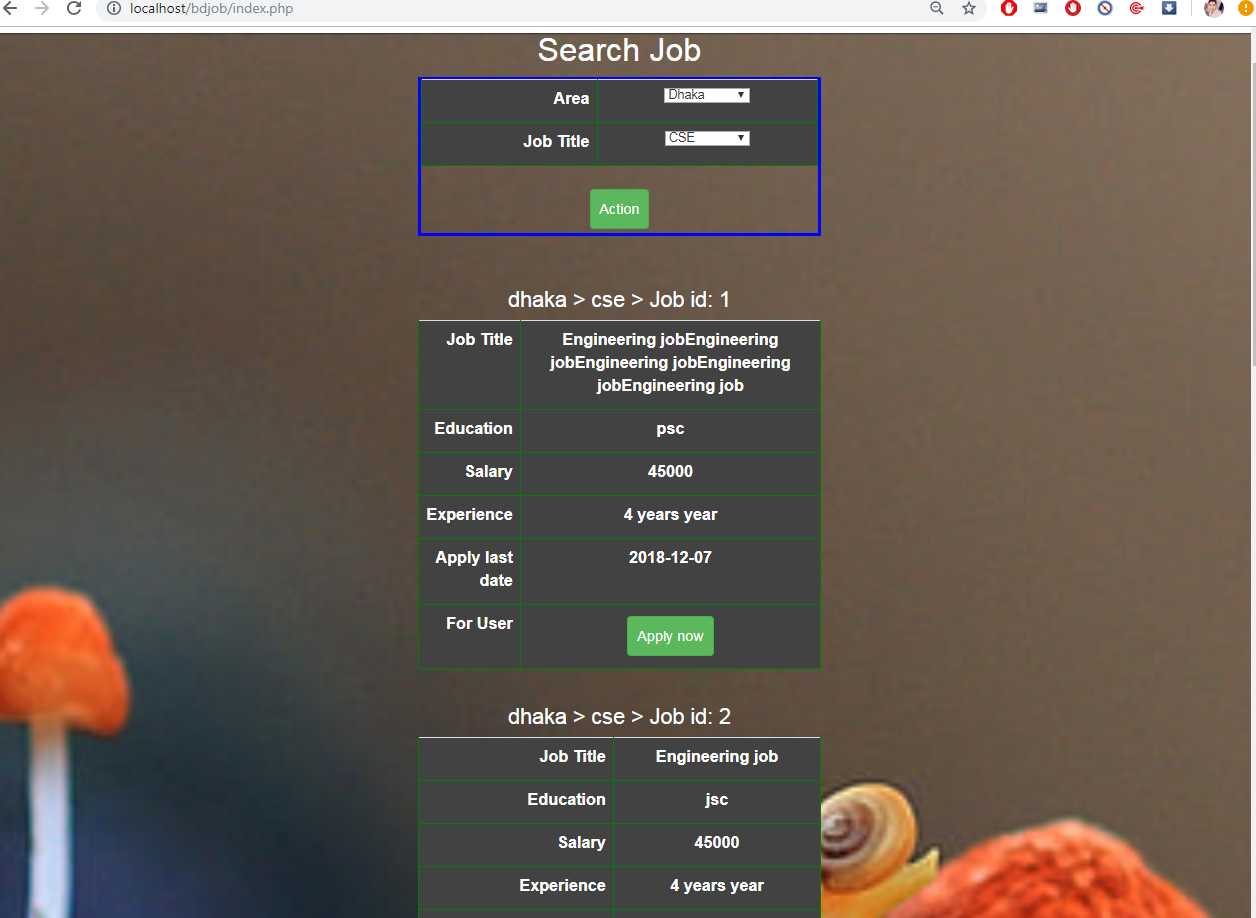 localhost/bdjob/index.php
Search Job
Area Dhaka
Job Title CSE
Action
dhaka > cse > Job id: 1
Job Title Engineering jobEngineering
jobEngineering jobEngineering
jobEngineering job
Education psc
Salary 45000
Experience 4 years year
Apply last 2018-12-07
date
For User Apply now
dhaka > cse > Job id: 2
Job Title Engineering job
Education jsc
Salary 45000
Experience 4 years year